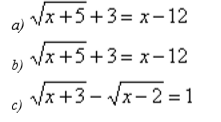 a) √(x+5) + 3 = x − 12
b) √(x+5) + 3 = x − 12
c) √(x+3) − √(x−2) = 1